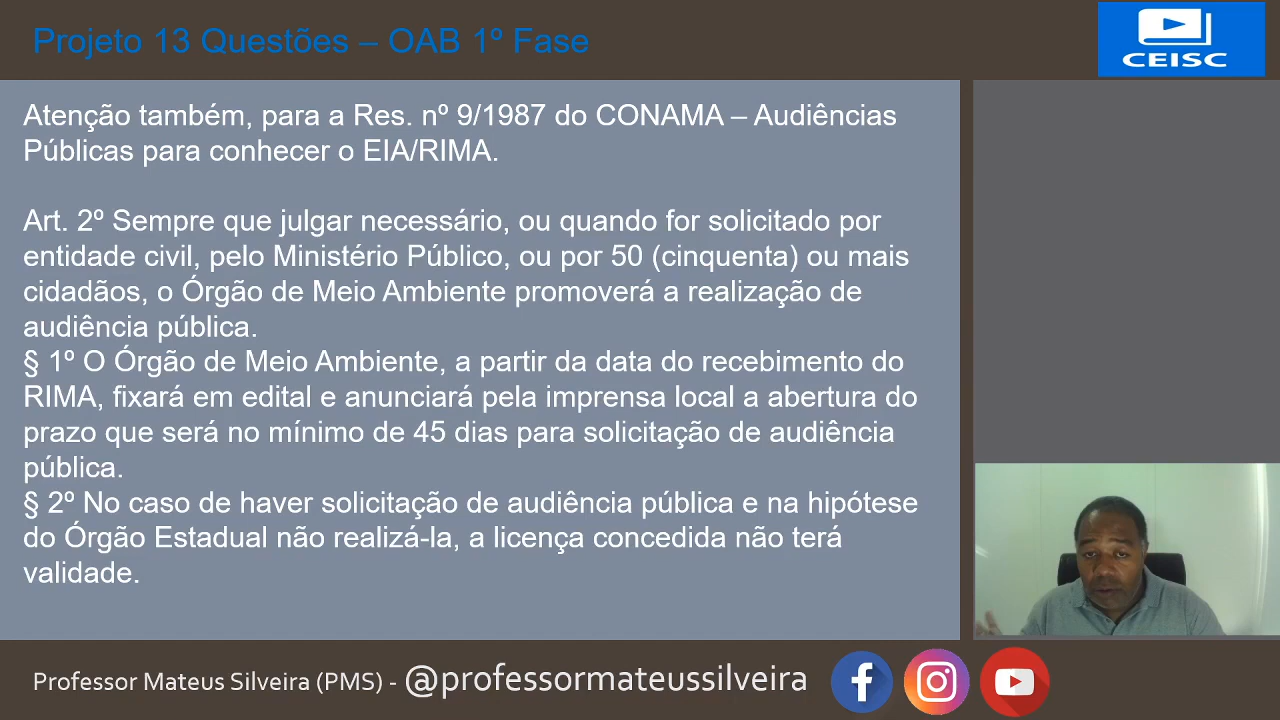 Projeto 13 Questões – OAB 1º Fase
CEISC
Atenção também, para a Res. nº 9/1987 do CONAMA – Audiências
Públicas para conhecer o EIA/RIMA.
Art. 2º Sempre que julgar necessário, ou quando for solicitado por
entidade civil, pelo Ministério Público, ou por 50 (cinquenta) ou mais
cidadãos, o Órgão de Meio Ambiente promoverá a realização de
audiência pública.
§ 1º O Órgão de Meio Ambiente, a partir da data do recebimento do
RIMA, fixará em edital e anunciará pela imprensa local a abertura do
prazo que será no mínimo de 45 dias para solicitação de audiência
pública.
§ 2º No caso de haver solicitação de audiência pública e na hipótese
do Órgão Estadual não realizá-la, a licença concedida não terá
validade.
Professor Mateus Silveira (PMS) - @professormateussilveira